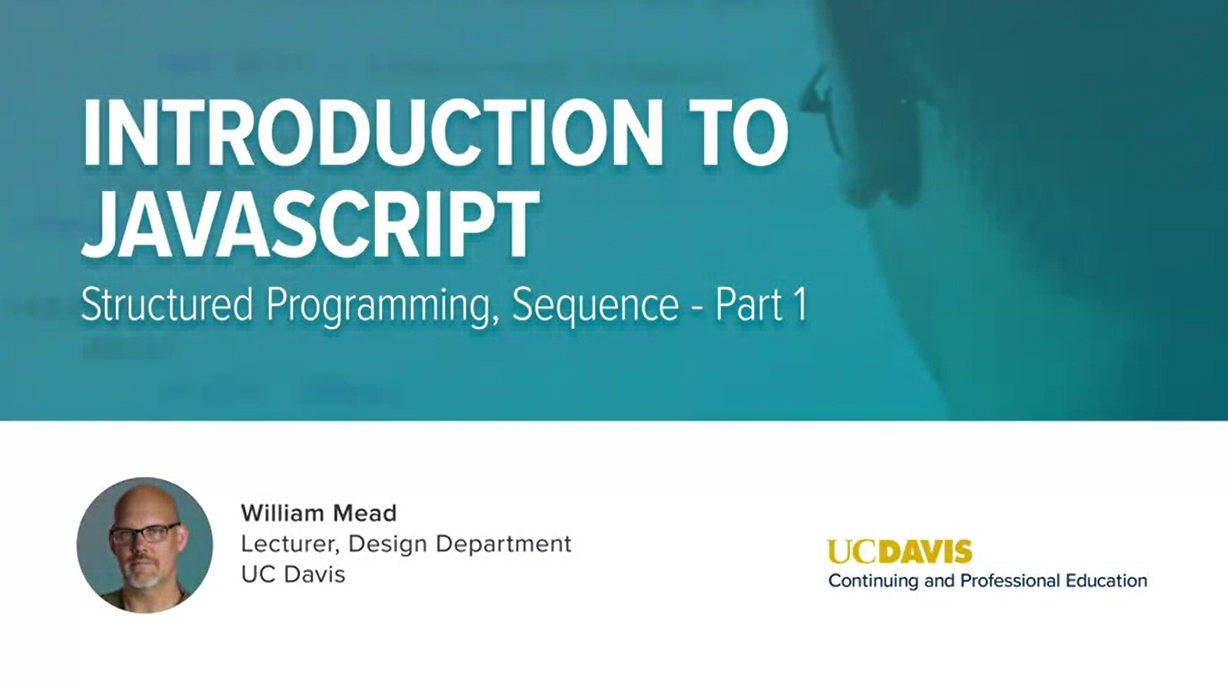 INTRODUCTION TO
JAVASCRIPT
Structured Programming, Sequence - Part 1
William Mead
Lecturer, Design Department
UC Davis
UCDAVIS
Continuing and Professional Education